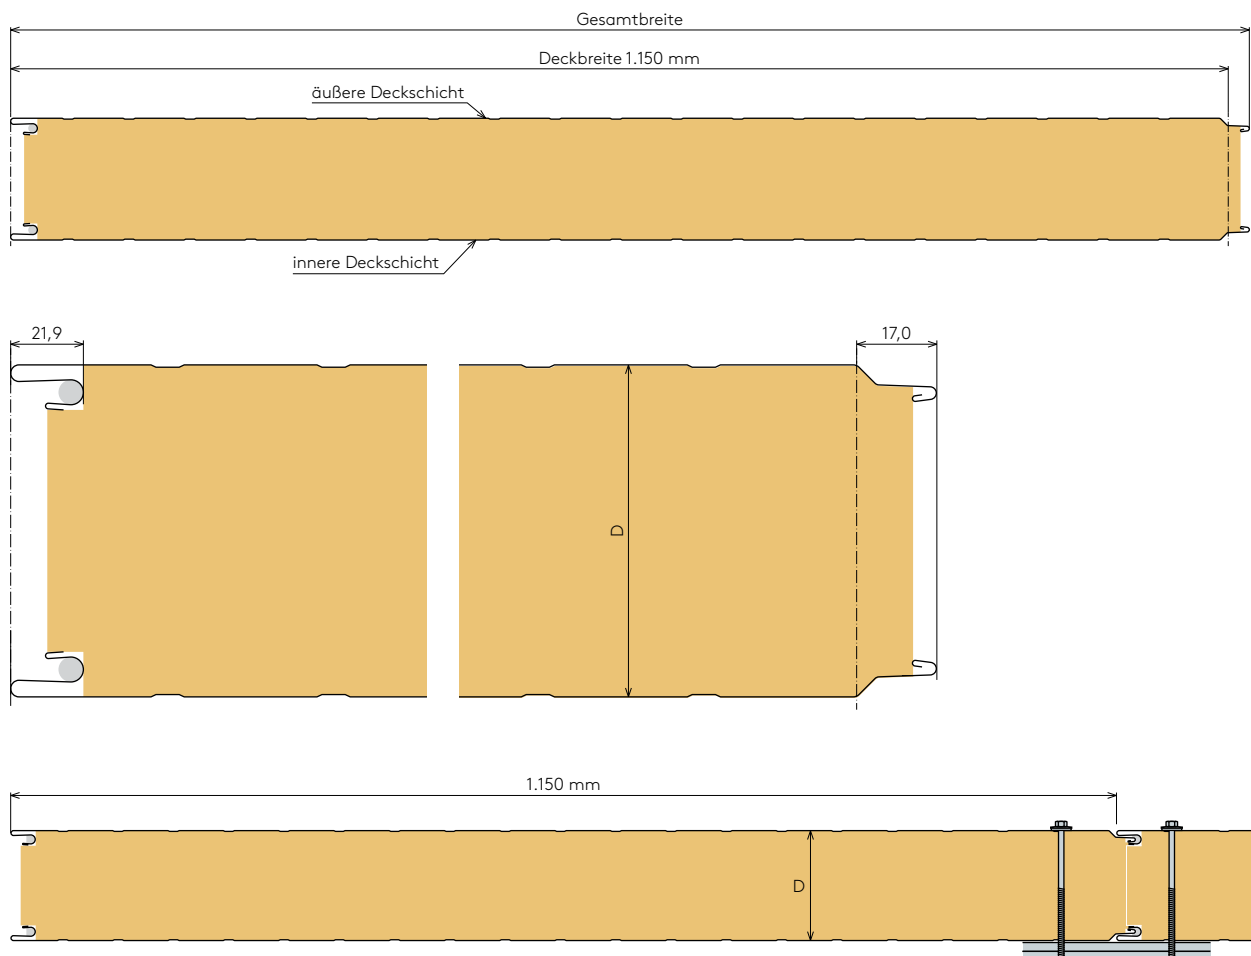 Gesamtbreite
Deckbreite 1.150 mm
äußere Deckschicht
innere Deckschicht
21,9
17,0
D
1.150 mm
D